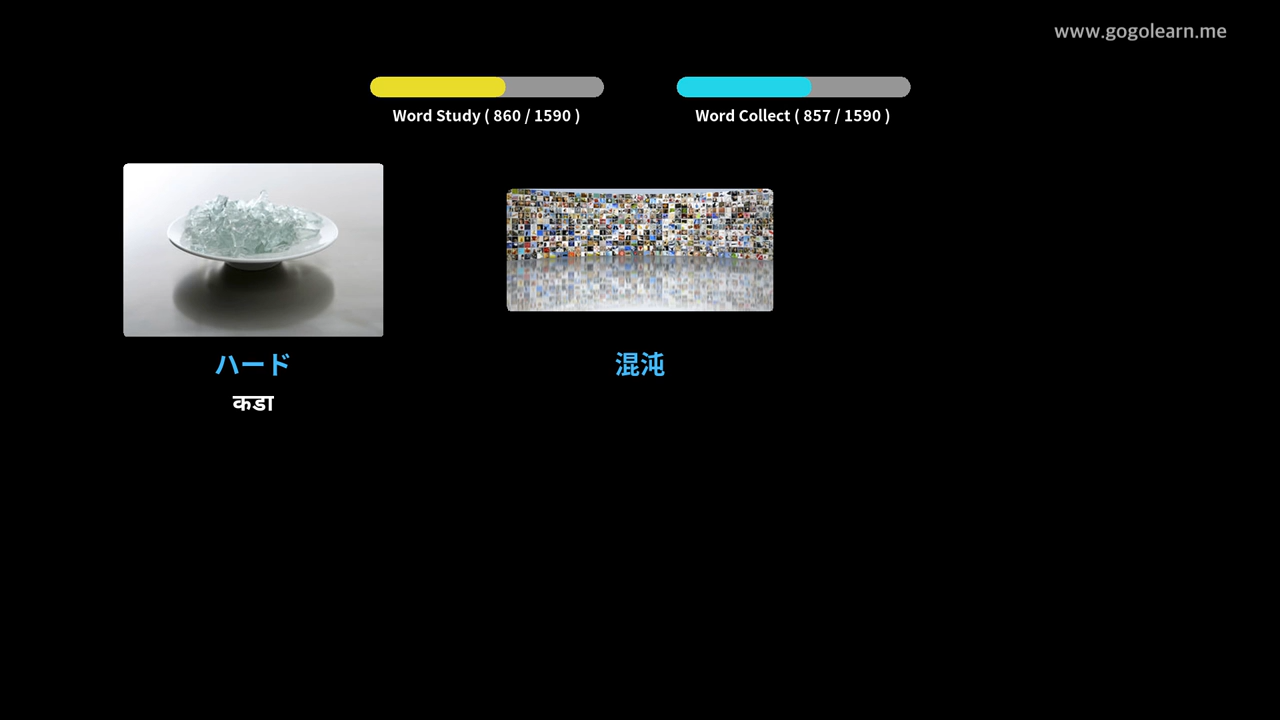 www.gogolearn.me
Word Study ( 860 / 1590 )
Word Collect ( 857 / 1590 )
ハード
混沌
कडा